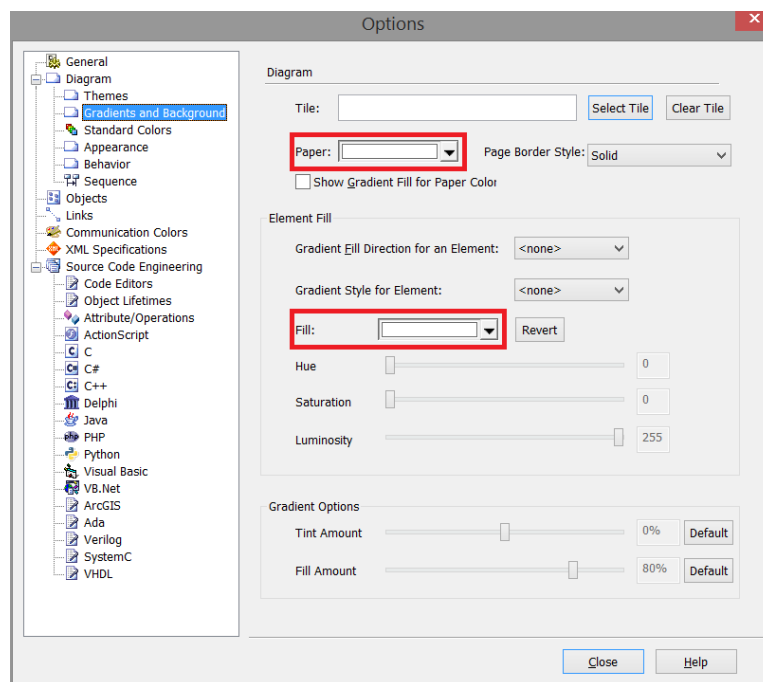 Options
General
Diagram
Themes
Gradients and Background
Standard Colors
Appearance
Behavior
Sequence
Objects
Links
Communication Colors
XML Specifications
Source Code Engineering
Code Editors
Object Lifetimes
Attribute/Operations
ActionScript
C
C#
C++
Delphi
Java
PHP
Python
Visual Basic
VB.Net
ArcGIS
Ada
Verilog
SystemC
VHDL
Diagram
Tile: Select Tile Clear Tile
Paper: Page Border Style: Solid
Show Gradient Fill for Paper Color
Element Fill
Gradient Fill Direction for an Element: <none>
Gradient Style for Element: <none>
Fill: Revert
Hue 0
Saturation 0
Luminosity 255
Gradient Options
Tint Amount 0% Default
Fill Amount 80% Default
Close Help